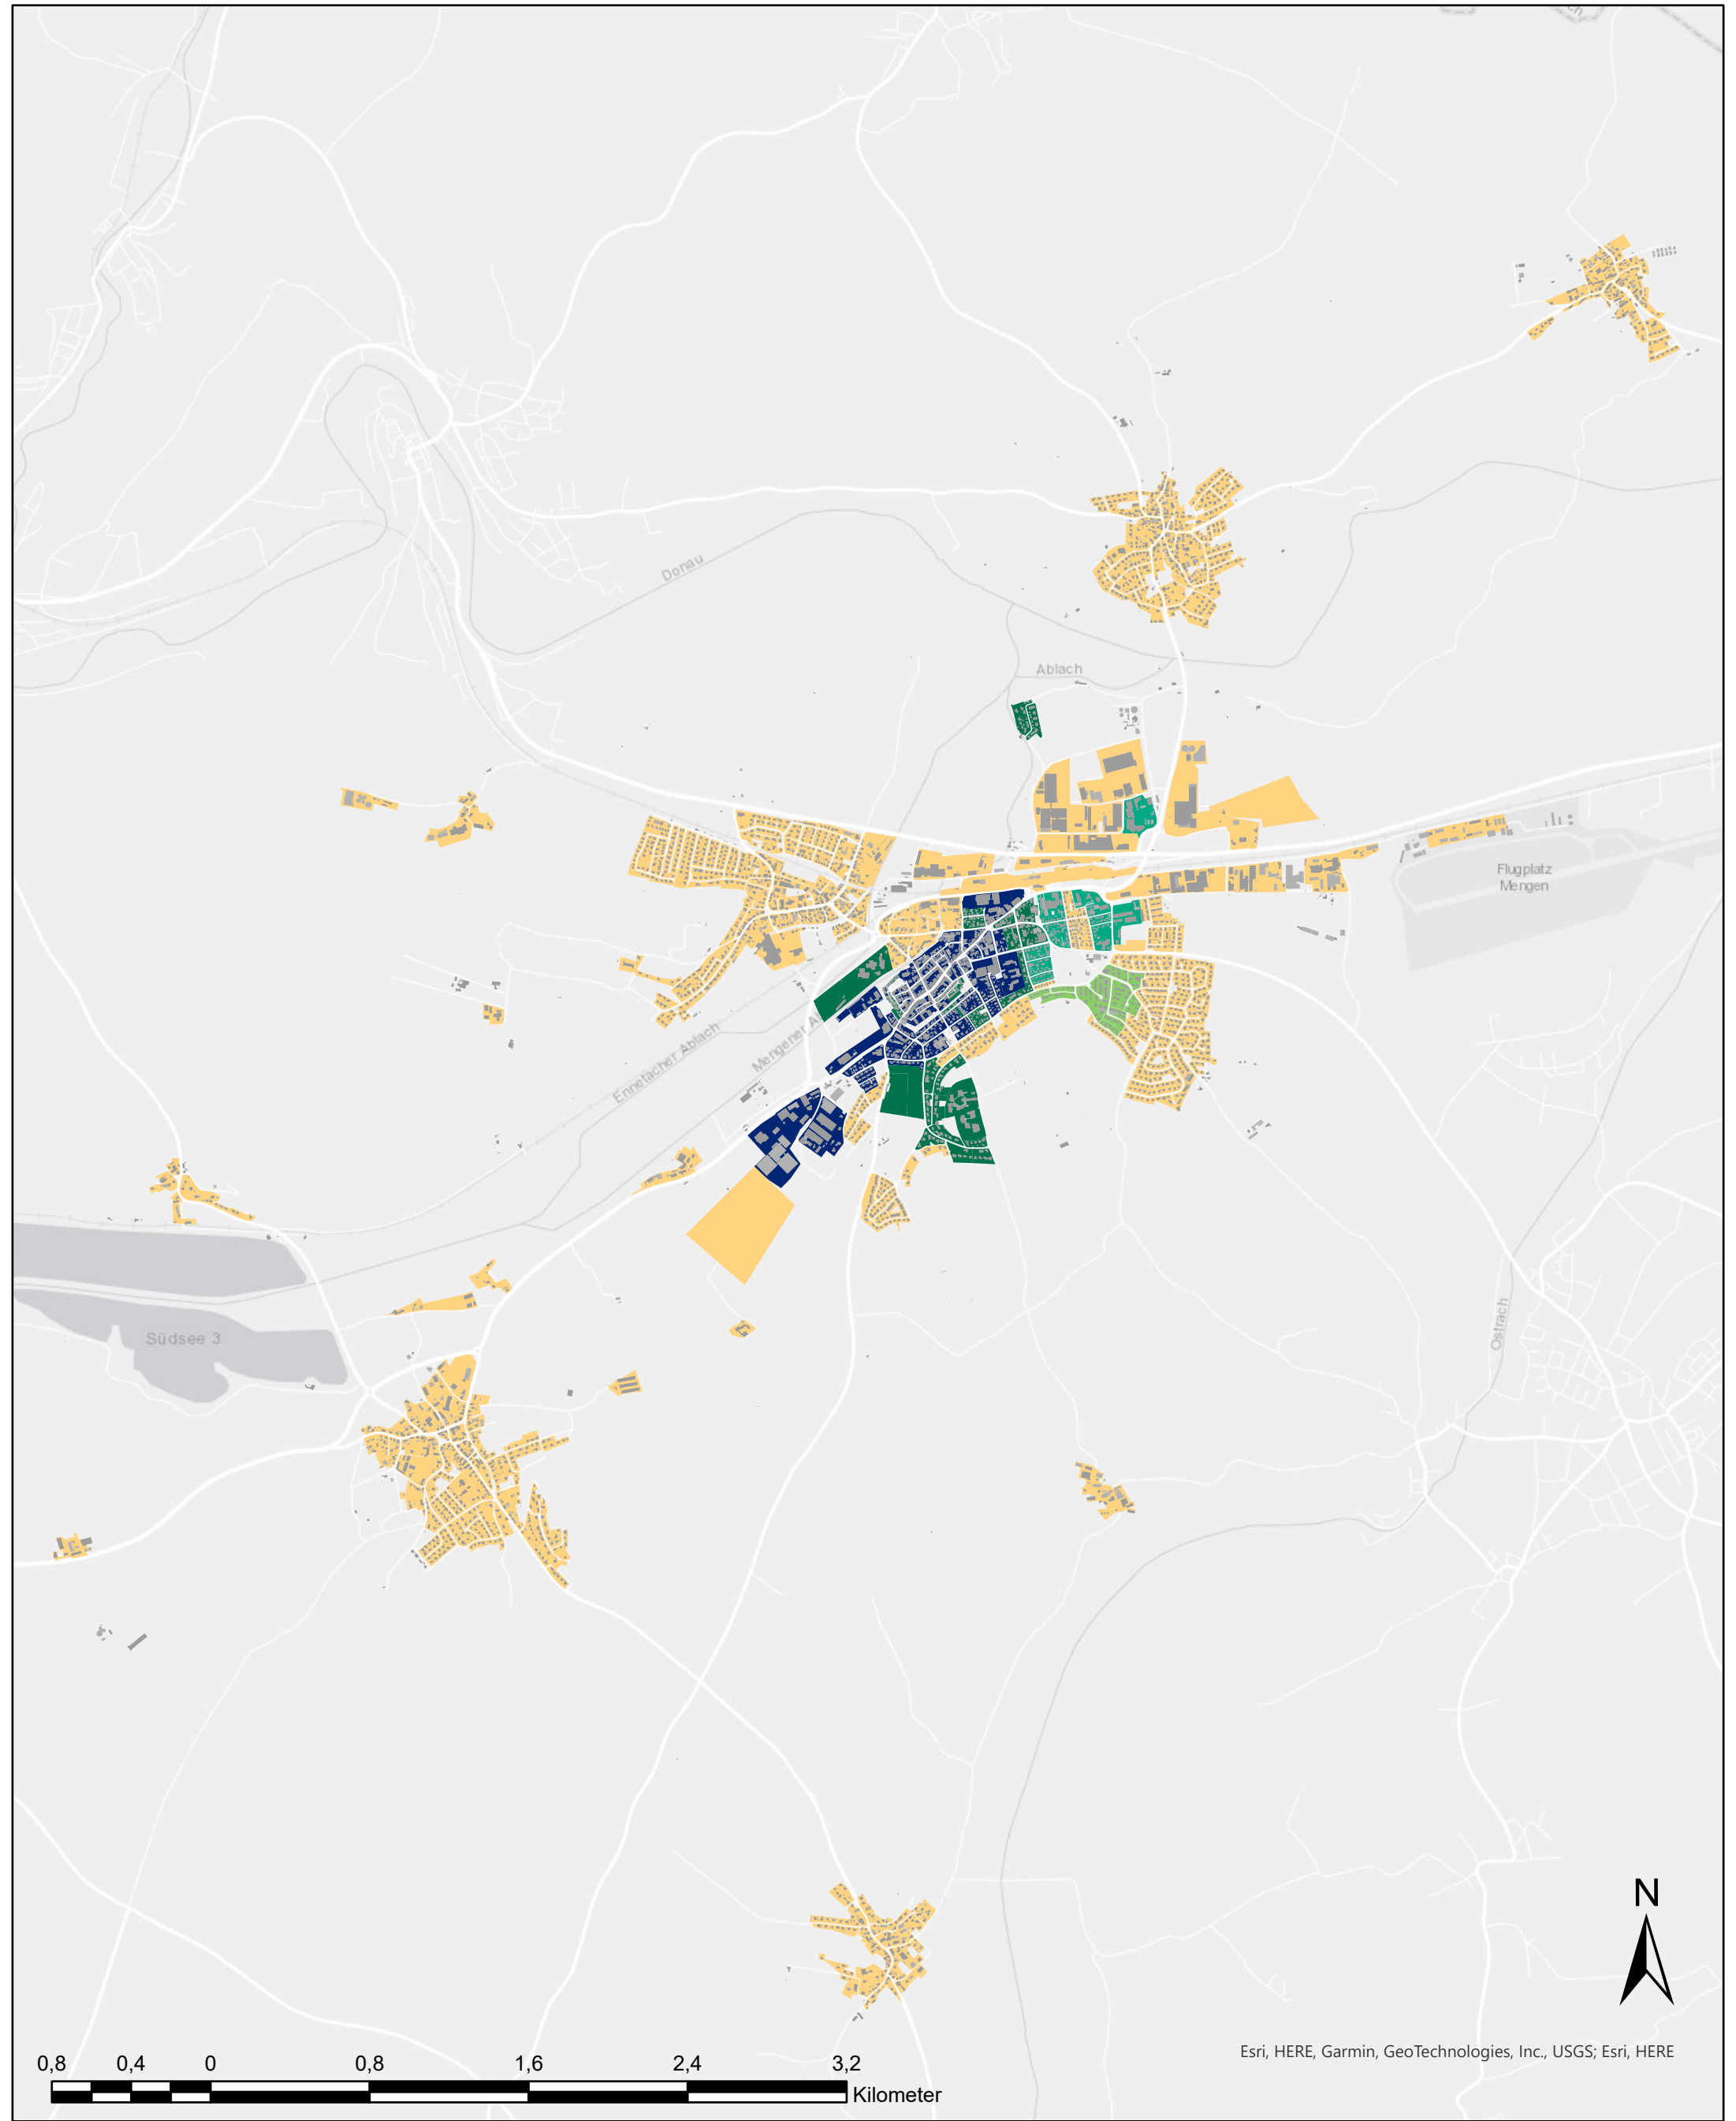 Donau
Ablach
Flugplatz
Mengen
Ennetacher Ablach
Mengener
Südsee 3
Ostrach
N
Esri, HERE, Garmin, GeoTechnologies, Inc., USGS; Esri, HERE
0,8 0,4 0 0,8 1,6 2,4 3,2
Kilometer